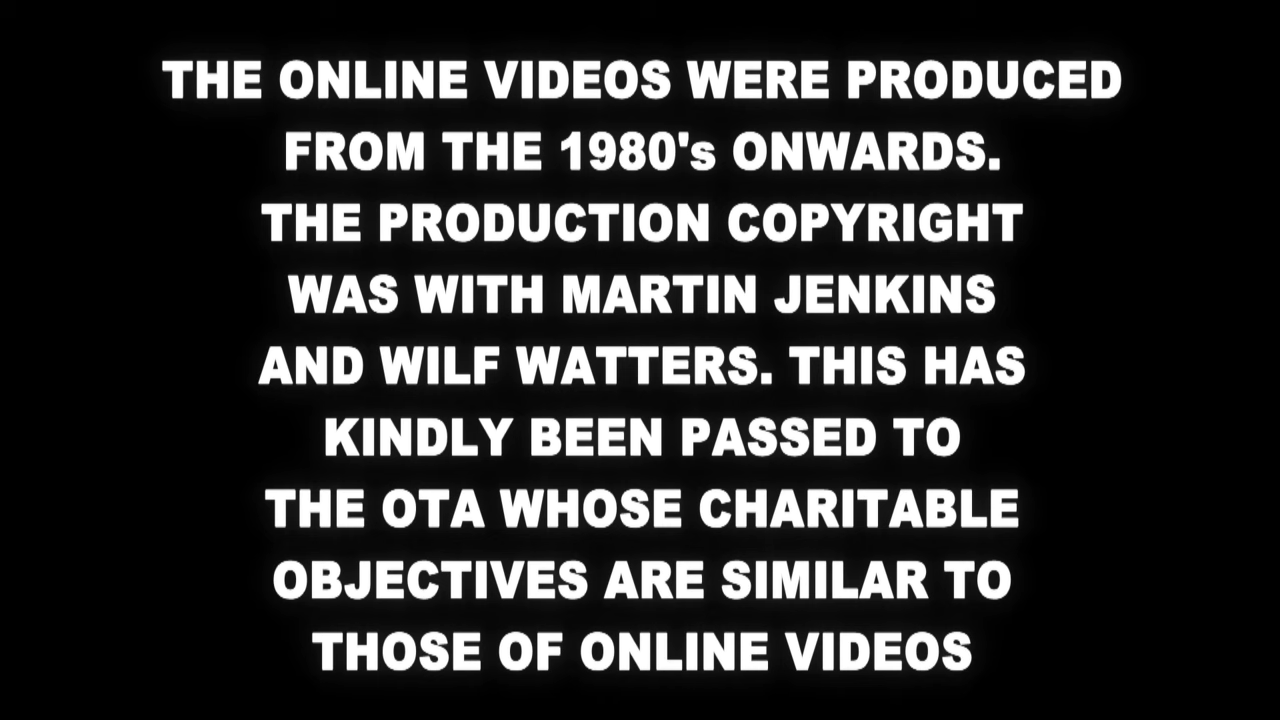 THE ONLINE VIDEOS WERE PRODUCED
FROM THE 1980's ONWARDS.
THE PRODUCTION COPYRIGHT
WAS WITH MARTIN JENKINS
AND WILF WATTERS. THIS HAS
KINDLY BEEN PASSED TO
THE OTA WHOSE CHARITABLE
OBJECTIVES ARE SIMILAR TO
THOSE OF ONLINE VIDEOS